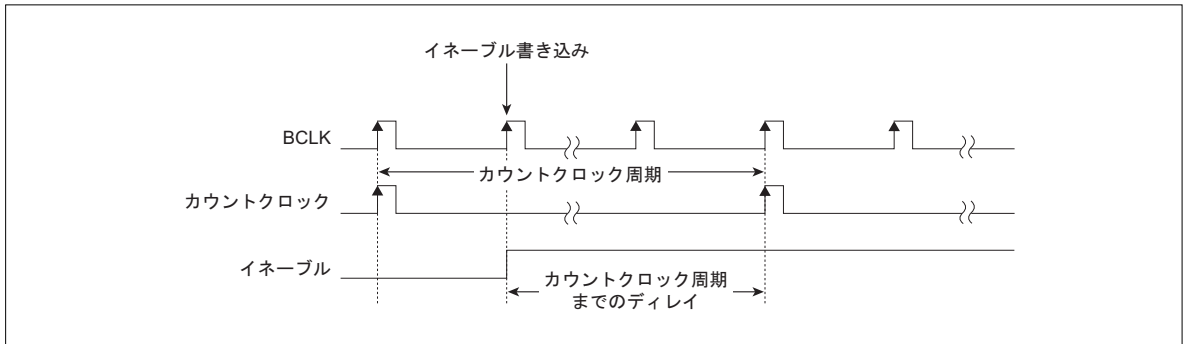 イネーブル書き込み
BCLK
カウントクロック周期
カウントクロック
イネーブル
カウントクロック周期
までのディレイ